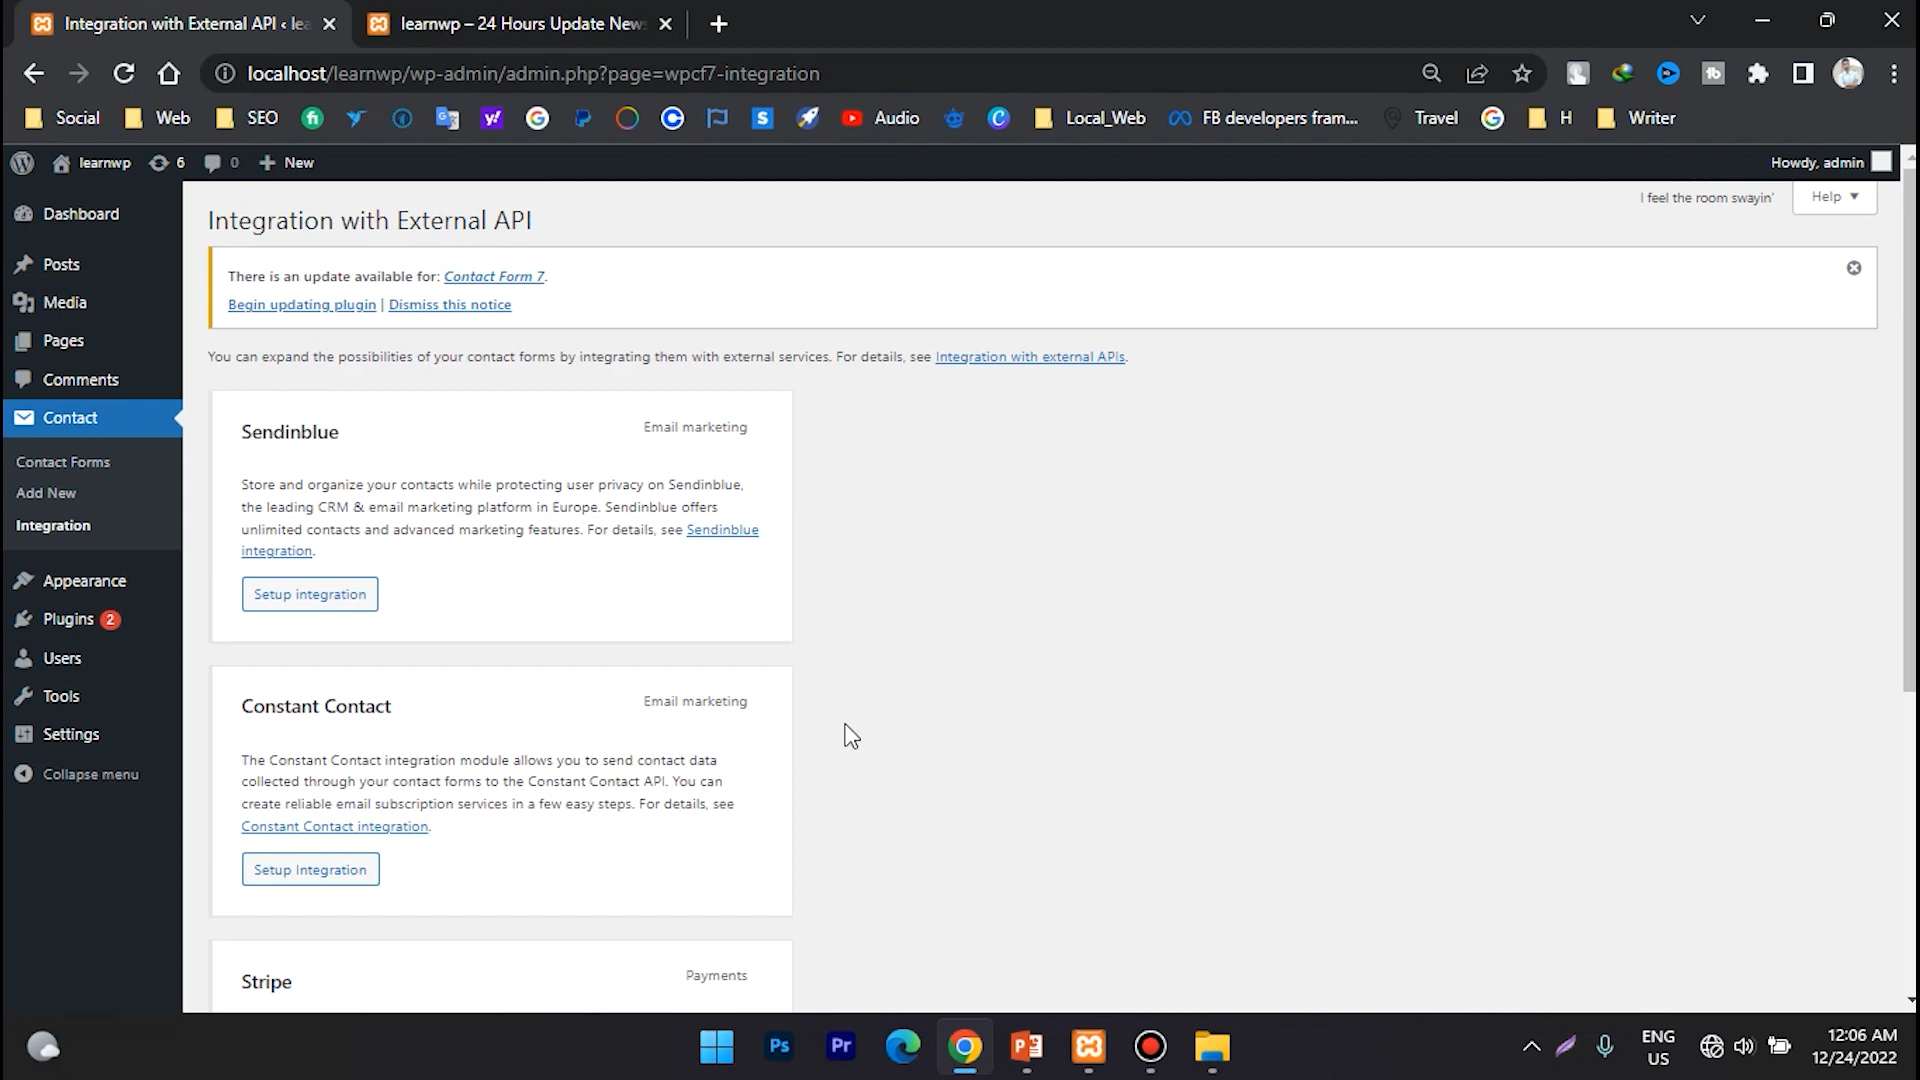 Integration with External API ‹ lea
learnwp – 24 Hours Update News
localhost/learnwp/wp-admin/admin.php?page=wpcf7-integration
Social
Web
SEO
Audio
Local_Web
FB developers fram...
Travel
H
Writer
learnwp
6
0
New
Howdy, admin
Dashboard
Posts
Media
Pages
Comments
Contact
Contact Forms
Add New
Integration
Appearance
Plugins 2
Users
Tools
Settings
Collapse menu
I feel the room swayin'
Help
Integration with External API
There is an update available for: Contact Form 7.
Begin updating plugin | Dismiss this notice
You can expand the possibilities of your contact forms by integrating them with external services. For details, see Integration with external APIs.
Sendinblue
Email marketing
Store and organize your contacts while protecting user privacy on Sendinblue,
the leading CRM & email marketing platform in Europe. Sendinblue offers
unlimited contacts and advanced marketing features. For details, see Sendinblue
integration.
Setup integration
Constant Contact
Email marketing
The Constant Contact integration module allows you to send contact data
collected through your contact forms to the Constant Contact API. You can
create reliable email subscription services in a few easy steps. For details, see
Constant Contact integration.
Setup Integration
Stripe
Payments
Ps
Pr
ENG
US
12:06 AM
12/24/2022